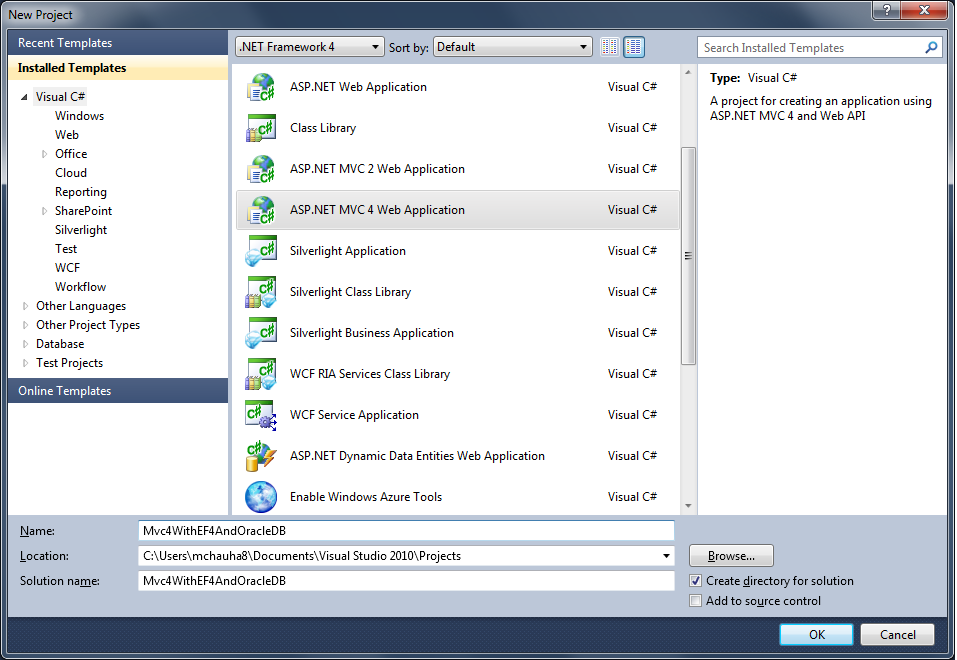 New Project
?
Recent Templates
Installed Templates
Visual C#
Windows
Web
Office
Cloud
Reporting
SharePoint
Silverlight
Test
WCF
Workflow
Other Languages
Other Project Types
Database
Test Projects
Online Templates
.NET Framework 4 Sort by: Default
ASP.NET Web Application Visual C#
Class Library Visual C#
ASP.NET MVC 2 Web Application Visual C#
ASP.NET MVC 4 Web Application Visual C#
Silverlight Application Visual C#
Silverlight Class Library Visual C#
Silverlight Business Application Visual C#
WCF RIA Services Class Library Visual C#
WCF Service Application Visual C#
ASP.NET Dynamic Data Entities Web Application Visual C#
Enable Windows Azure Tools Visual C#
Search Installed Templates
Type: Visual C#
A project for creating an application using
ASP.NET MVC 4 and Web API
Name: Mvc4WithEF4AndOracleDB
Location: C:\Users\mchauha8\Documents\Visual Studio 2010\Projects Browse...
Solution name: Mvc4WithEF4AndOracleDB
Create directory for solution
Add to source control
OK Cancel